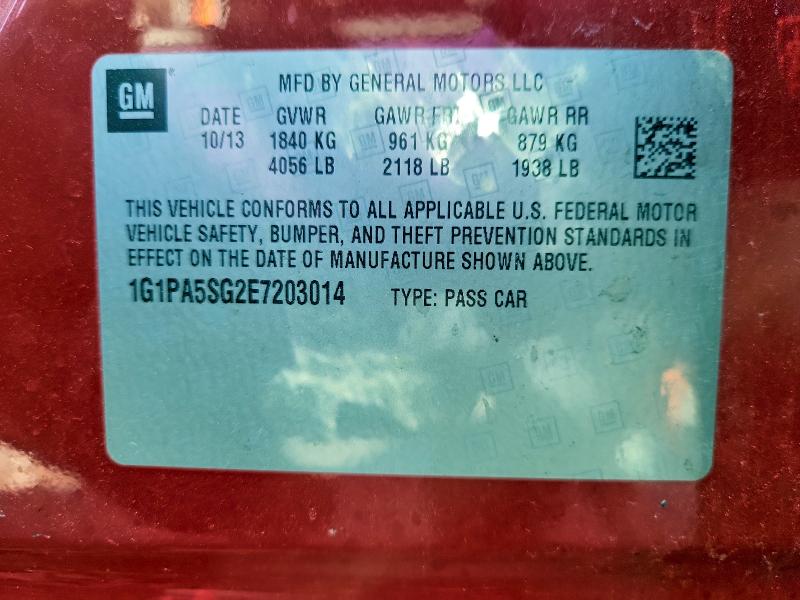 GM
MFD BY GENERAL MOTORS LLC
DATE GVWR GAWR FRT GAWR RR
10/13 1840 KG 961 KG 879 KG
4056 LB 2118 LB 1938 LB
THIS VEHICLE CONFORMS TO ALL APPLICABLE U.S. FEDERAL MOTOR
VEHICLE SAFETY, BUMPER, AND THEFT PREVENTION STANDARDS IN
EFFECT ON THE DATE OF MANUFACTURE SHOWN ABOVE.
1G1PA5SG2E7203014 TYPE: PASS CAR